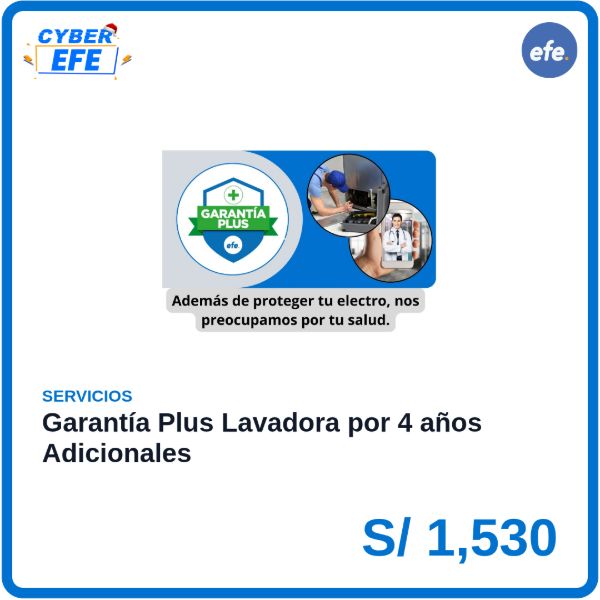 CYBER
EFE
efe.
GARANTÍA
PLUS
efe.
Además de proteger tu electro, nos
preocupamos por tu salud.
SERVICIOS
Garantía Plus Lavadora por 4 años
Adicionales
S/ 1,530